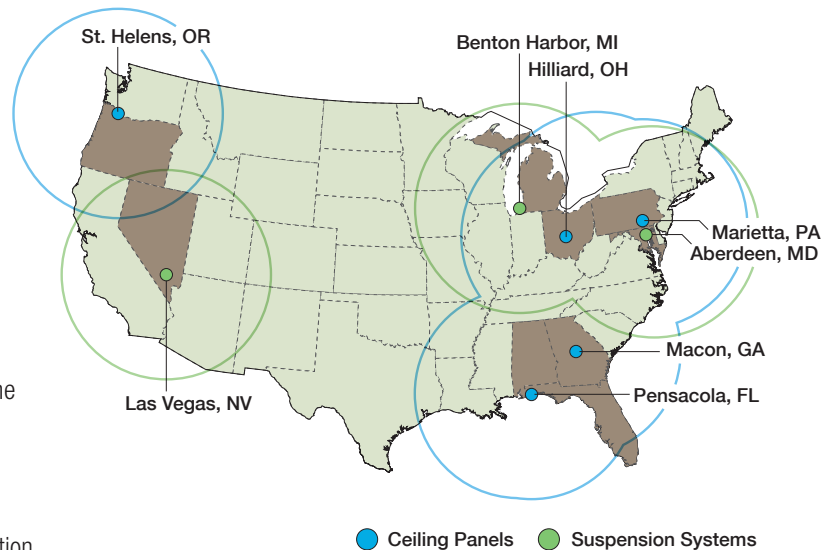 St. Helens, OR
Benton Harbor, MI
Hilliard, OH
Marietta, PA
Aberdeen, MD
Macon, GA
Pensacola, FL
Las Vegas, NV
Ceiling Panels
Suspension Systems